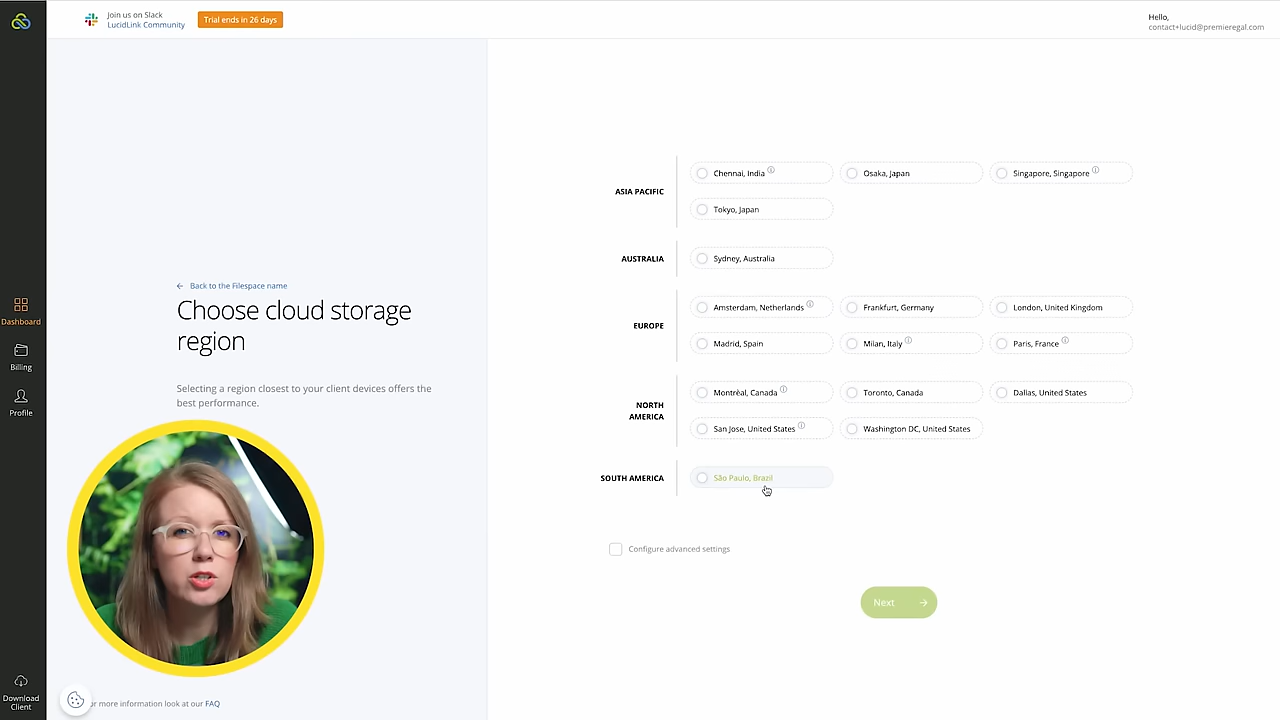 Join us on Slack
LucidLink Community
Trial ends in 26 days
Hello,
contact+lucid@premieregal.com
Dashboard
Billing
Profile
Download
Client
Back to the Filespace name
Choose cloud storage
region
Selecting a region closest to your client devices offers the
best performance.
or more information look at our FAQ
ASIA PACIFIC
Chennai, India
Osaka, Japan
Singapore, Singapore
Tokyo, Japan
AUSTRALIA
Sydney, Australia
EUROPE
Amsterdam, Netherlands
Frankfurt, Germany
London, United Kingdom
Madrid, Spain
Milan, Italy
Paris, France
NORTH
AMERICA
Montréal, Canada
Toronto, Canada
Dallas, United States
San Jose, United States
Washington DC, United States
SOUTH AMERICA
São Paulo, Brazil
Configure advanced settings
Next